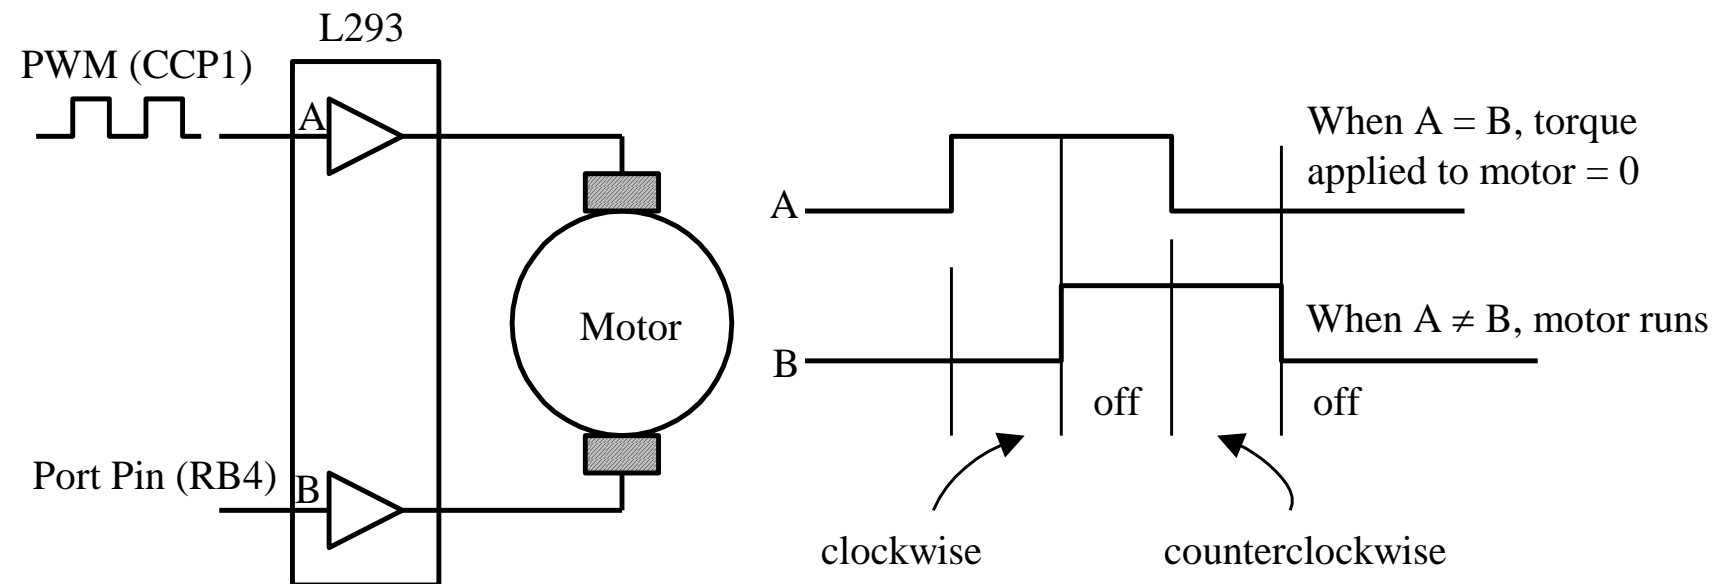 L293
PWM (CCP1)
A
Motor
Port Pin (RB4)
B
When A = B, torque
applied to motor = 0
A
When A ≠ B, motor runs
B
off
off
clockwise
counterclockwise